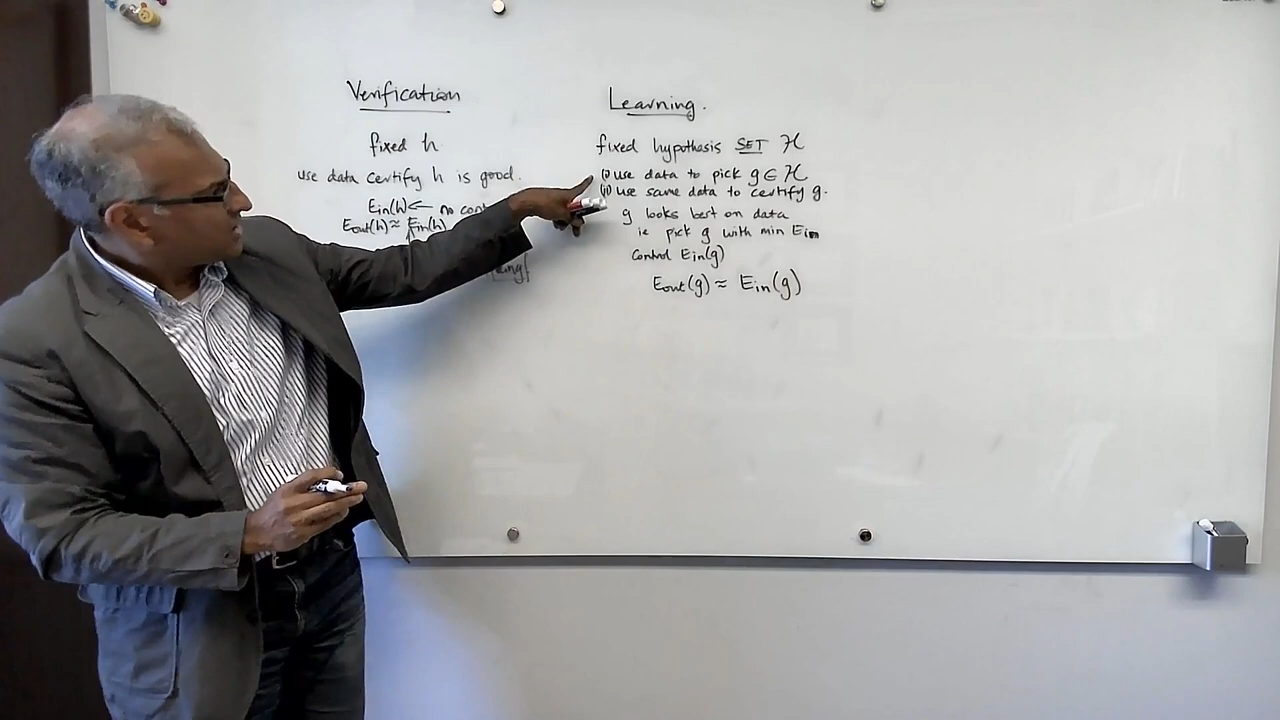 Verification
fixed h
use data certify h is good.
Ein(h) ← no
Eout(h) ≈ Ein(h)
Learning.
fixed hypothesis SET ℋ
(i) use data to pick g ∈ ℋ
(ii) use same data to certify g.
g looks best on data
ie pick g with min Ein
control Ein(g)
Eout(g) ≈ Ein(g)